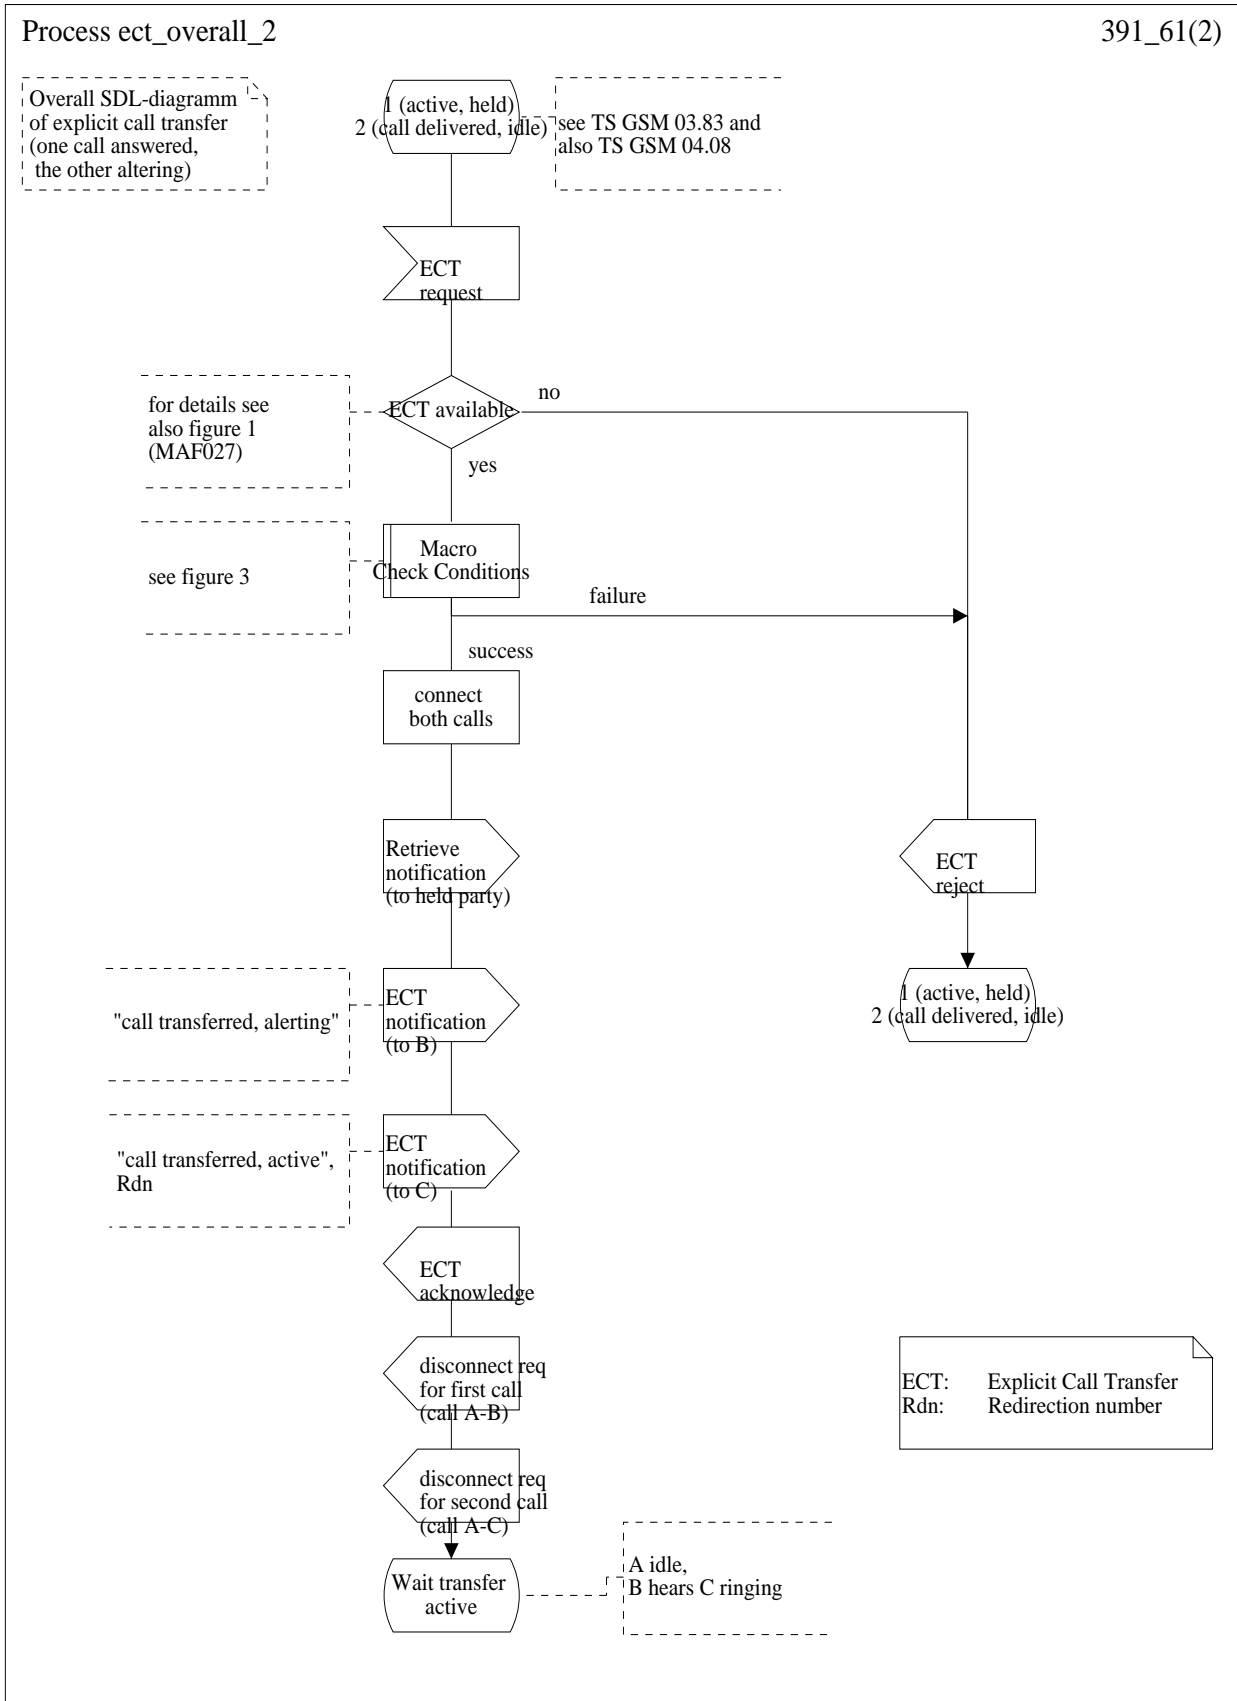 Process ect_overall_2
391_61(2)
Overall SDL-diagramm
of explicit call transfer
(one call answered,
the other altering)
1 (active, held)
2 (call delivered, idle)
see TS GSM 03.83 and
also TS GSM 04.08
ECT
request
for details see
also figure 1
(MAF027)
ECT available
no
yes
see figure 3
Macro
Check Conditions
failure
success
connect
both calls
Retrieve
notification
(to held party)
ECT
reject
"call transferred, alerting"
ECT
notification
(to B)
1 (active, held)
2 (call delivered, idle)
"call transferred, active",
Rdn
ECT
notification
(to C)
ECT
acknowledge
disconnect req
for first call
(call A-B)
ECT: Explicit Call Transfer
Rdn: Redirection number
disconnect req
for second call
(call A-C)
Wait transfer
active
A idle,
B hears C ringing